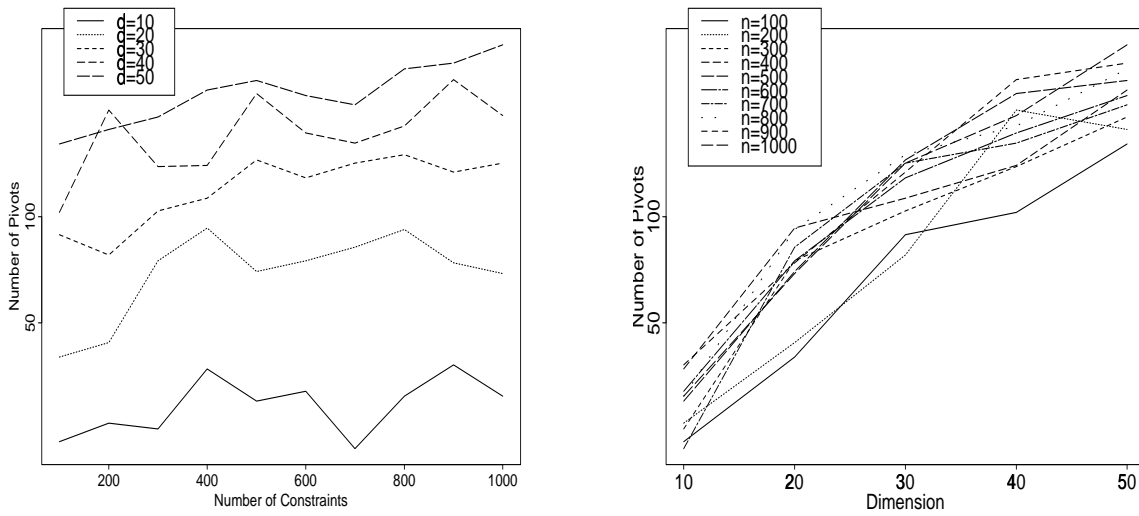 d=10
d=20
d=30
d=40
d=50
Number of Pivots
100
50
200
400
600
800
1000
Number of Constraints
n=100
n=200
n=300
n=400
n=500
n=600
n=700
n=800
n=900
n=1000
Number of Pivots
100
50
10
20
30
40
50
Dimension